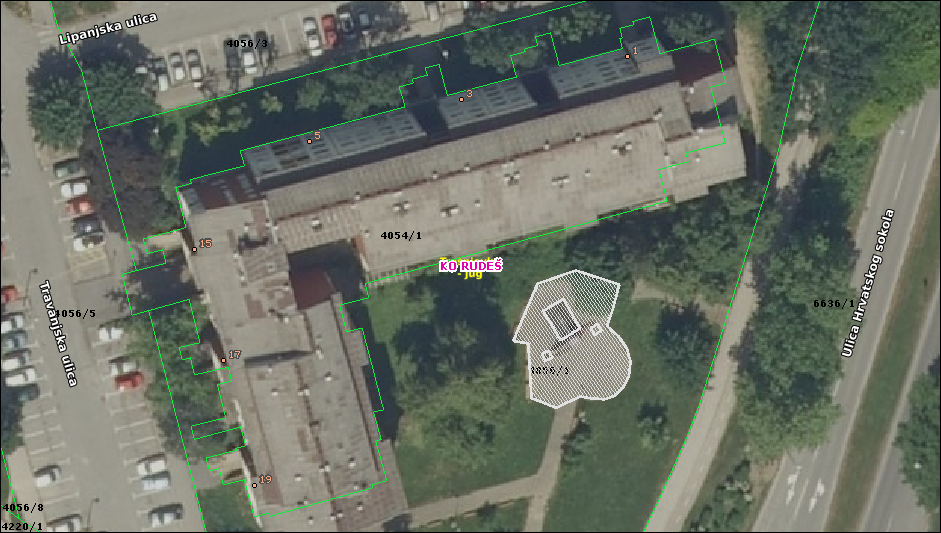 Lipanjska ulica
4056/3
1
3
5
15
4054/1
KO RUDEŠ
- jug
4056/5
6636/1
Travanjska ulica
Ulica Hrvatskog sokola
17
19
4056/8
4220/1